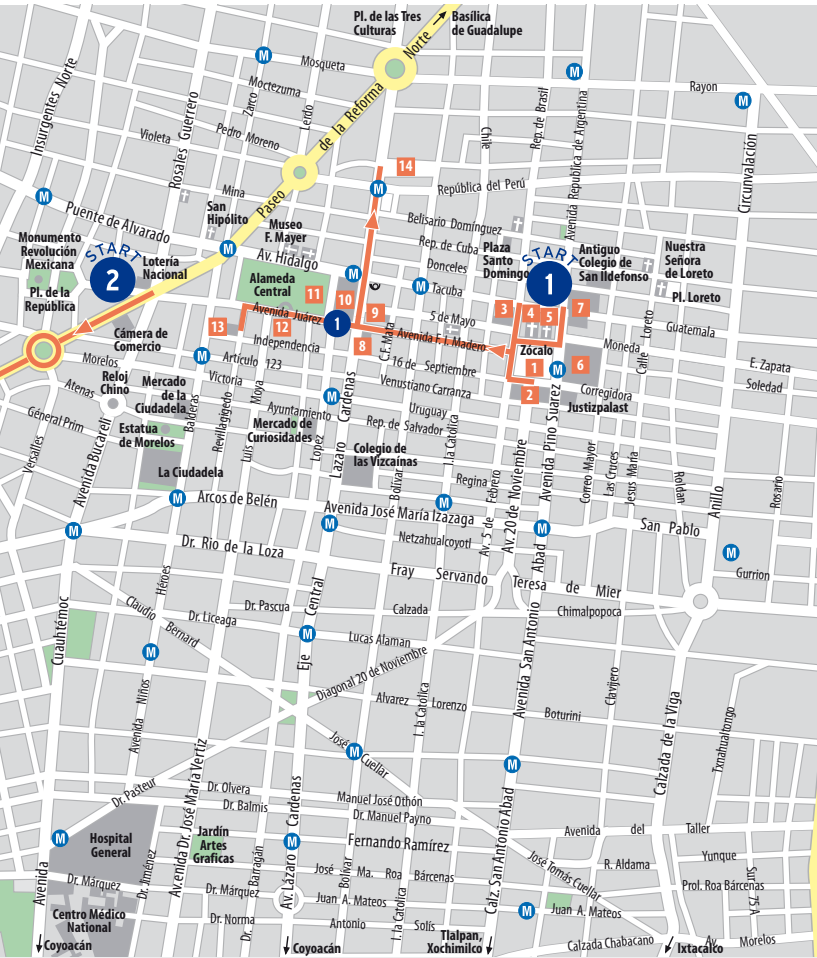 Pl. de las Tres
Culturas
Basílica
de Guadalupe
Norte
Mosqueta
Moctezuma
Zarco
Lerdo
Insurgentes Norte
Rosales Guerrero
Violeta
Pedro Moreno
Paseo de la Reforma
Rayon
Chile
Rep. de Brasil
Avenida Republica de Argentina
Circunvalación
14
República del Perú
Mina
San
Hipólito
Puente de Alvarado
Museo
F. Mayer
Belisario Domínguez
Rep. de Cuba
Donceles
Plaza
Santo
Domingo
START
1
Antiguo
Colegio de
San Ildefonso
Nuestra
Señora
de Loreto
Pl. Loreto
Monumento
Revolución
Mexicana
START
2
Lotería
Nacional
Av. Hidalgo
Alameda
Central
11
10
9
Tacuba
5 de Mayo
3
4
5
7
Pl. de la
República
Avenida Juárez
13
12
1
8
Avenida F. I. Madero
Zócalo
1
6
2
Moneda
Calle Loreto
Guatemala
Cámera de
Comercio
Independencia
Artículo 123
C.F. Mata
16 de Septiembre
Venustiano Carranza
Corregidora
E. Zapata
Soledad
Justizpalast
Morelos
Atenas
Reloj
Chino
Mercado
de la
Ciudadela
Victoria
Moya
Luis
Balderas
Revillagigedo
Ayuntamiento
Mercado de
Curiosidades
Lopez
Lazaro Cardenas
Uruguay
Rep. de Salvador
I. la Catolica
Géneral Prim
Versalles
Avenida Bucareli
Estatua
de Morelos
La Ciudadela
Colegio de
las Vizcaínas
Bolivar
Regina
Av. 5 de Febrero
Av. 20 de Noviembre
Avenida Pino Suarez
Correo Mayor
Las Cruces
Jesus Maria
Roldan
Anillo
Rosario
Arcos de Belén
Avenida José María Izazaga
Netzahualcoyotl
San Pablo
Dr. Rio de la Loza
Fray Servando Teresa de Mier
Gurrion
Héroes
Cuauhtémoc
Claudio Bernard
Dr. Liceaga
Dr. Pascua
Eje Central
Calzada
Chimalpopoca
Lucas Alaman
Diagonal 20 de Noviembre
Avenida San Antonio Abad
Avenida Niños
Alvarez
I. la Catolica
Lorenzo
Boturini
Clavijero
Calzada de la Viga
Txnahualtongo
José T. Cuellar
Dr. Pasteur
Avenida Dr. José María Vertiz
Dr. Olvera
Dr. Balmis
Av. Lázaro Cardenas
Manuel José Othón
Dr. Manuel Payno
Hospital
General
Jardín
Artes
Graficas
Fernando Ramírez
Avenida del Taller
José Tomás Cuellar
R. Aldama
Yunque
Prof. Roa Bárcenas
Sur 75 A
Avenida
Dr. Márquez
Dr. Jiménez
Dr. Márquez
Dr. Barragán
José Ma. Roa Bárcenas
Bolivar
Juan A. Mateos
I. la Catolica
Calz. San Antonio Abad
Juan A. Mateos
Centro Médico
National
Dr. Norma
Antonio Solís
Coyoacán
Coyoacán
Tlalpan,
Xochimilco
Calzada Chabacano
Ixtacalco
Av. Morelos